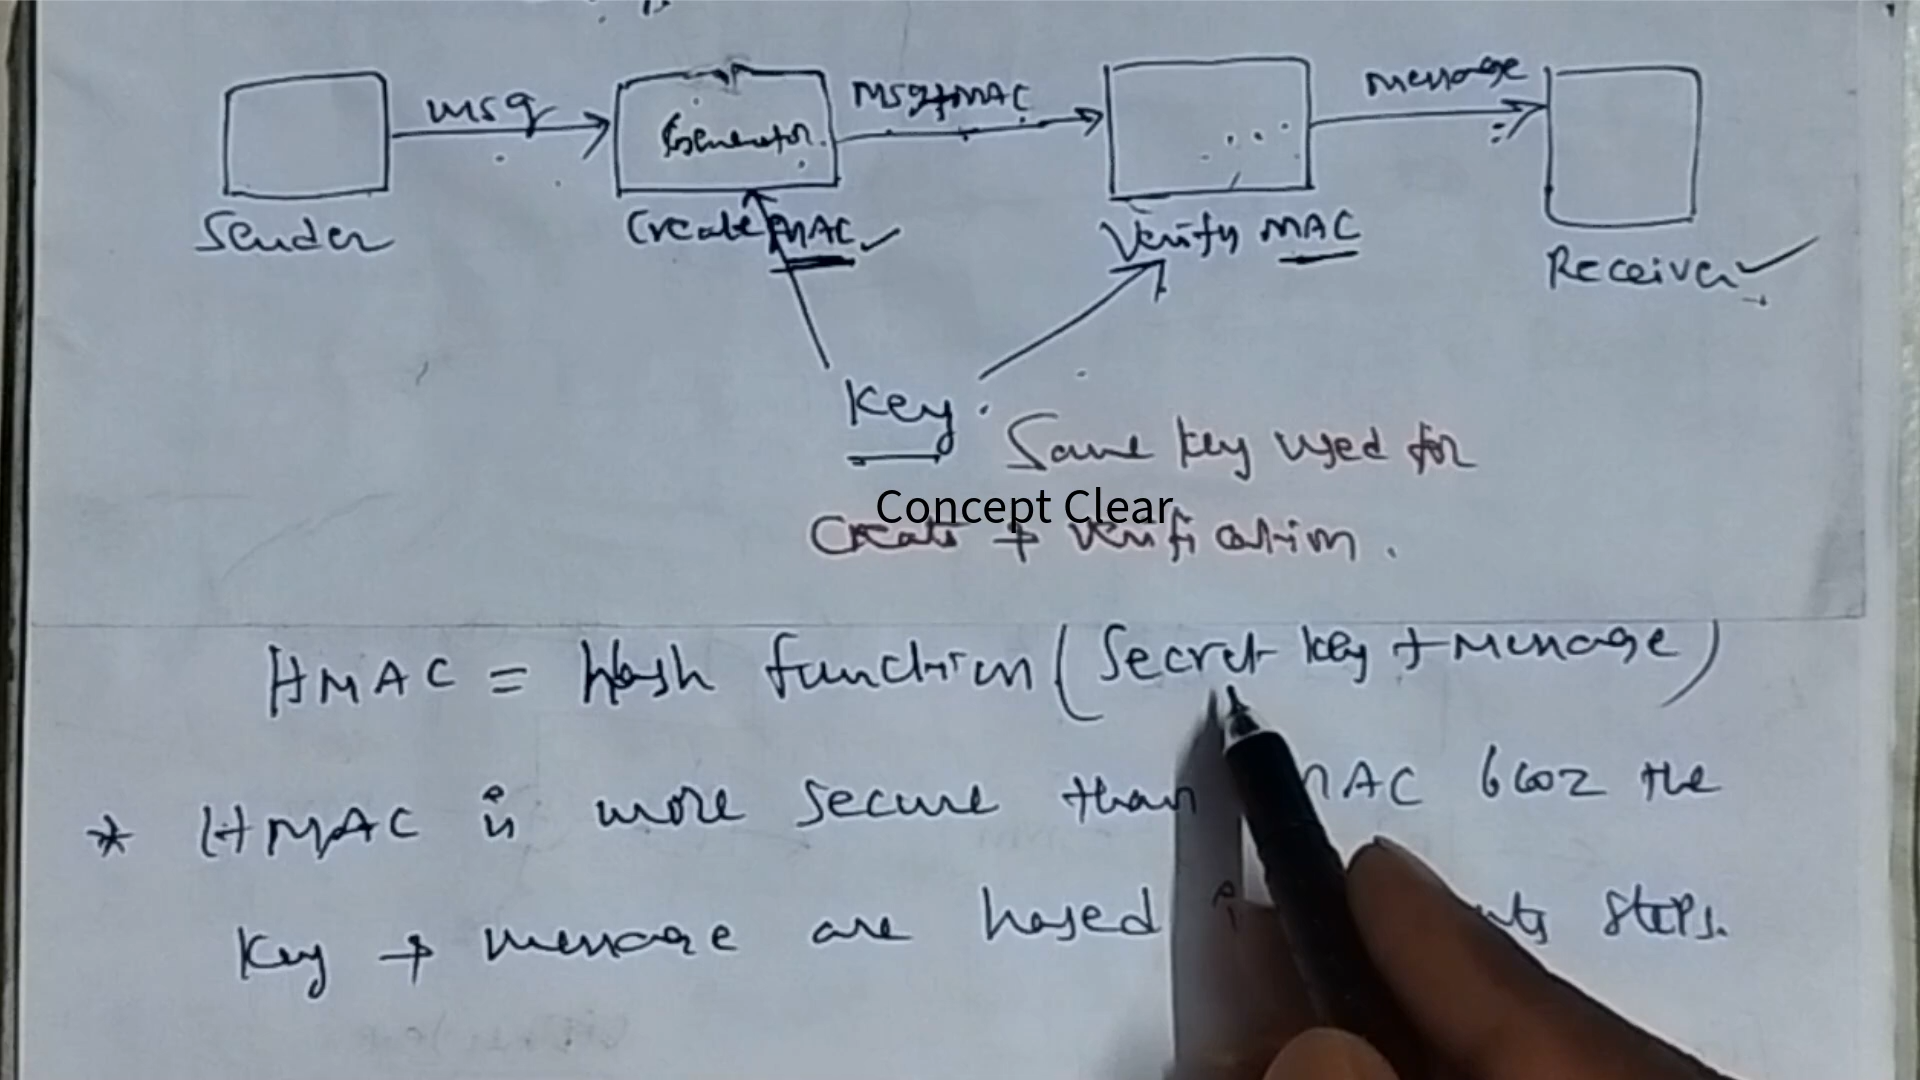 msg
Msg+MAC
message
Generator
Sender
Create MAC
Verify MAC
Receiver
Key
Same key used for
Concept Clear
Create + verification.
HMAC = Hash function (Secret key + Message)
* HMAC is more secure than MAC bcoz the
Key + message are hased steps.